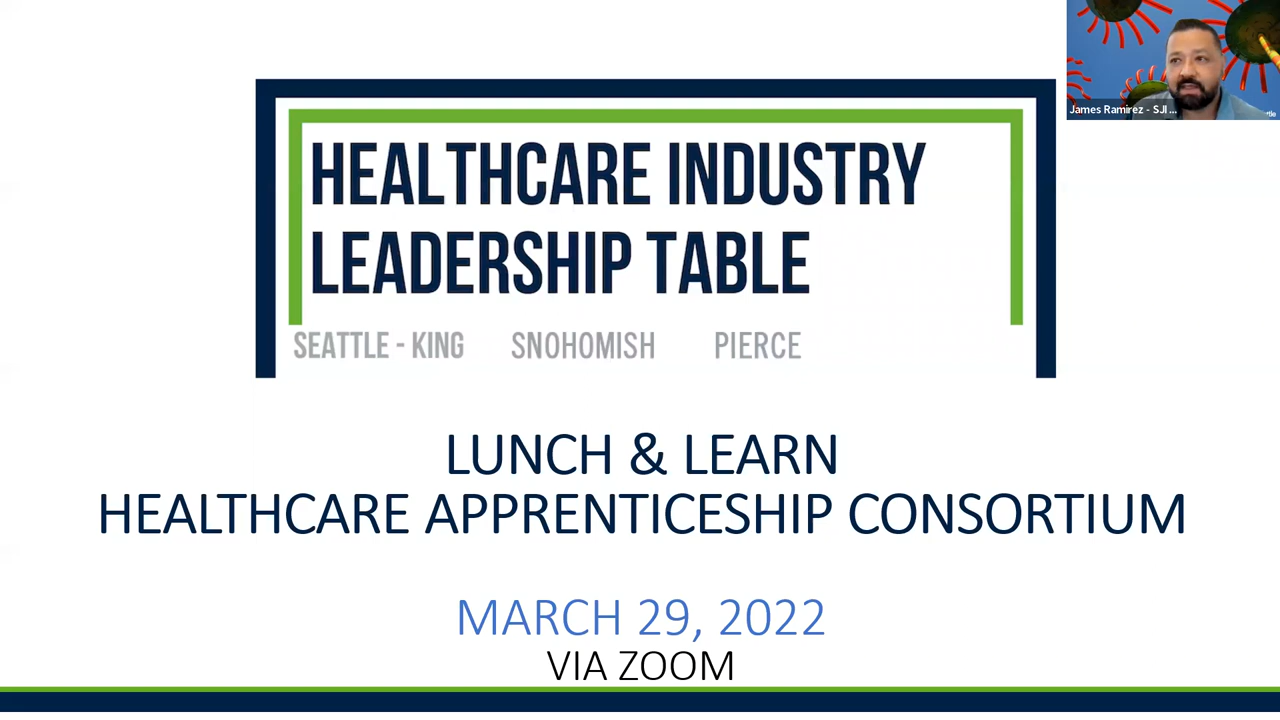 HEALTHCARE INDUSTRY
LEADERSHIP TABLE
SEATTLE - KING SNOHOMISH PIERCE
James Ramirez - SJI ...
LUNCH & LEARN
HEALTHCARE APPRENTICESHIP CONSORTIUM
MARCH 29, 2022
VIA ZOOM